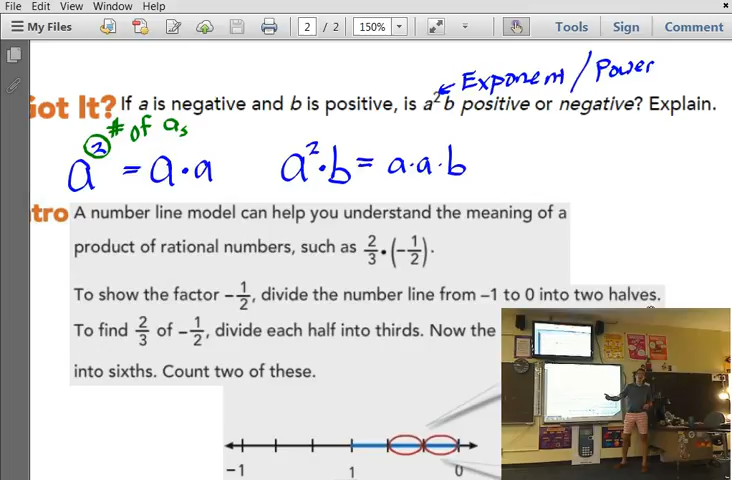 File Edit View Window Help
My Files 2 / 2 150% Tools Sign Comment
Exponent / Power
Got It? If a is negative and b is positive, is a²b positive or negative? Explain.
# of as
a² = a·a a²·b = a·a·b
tro A number line model can help you understand the meaning of a
product of rational numbers, such as 2/3 · (−1/2).
To show the factor −1/2, divide the number line from −1 to 0 into two halves.
To find 2/3 of −1/2, divide each half into thirds. Now the
into sixths. Count two of these.
−1 1 0